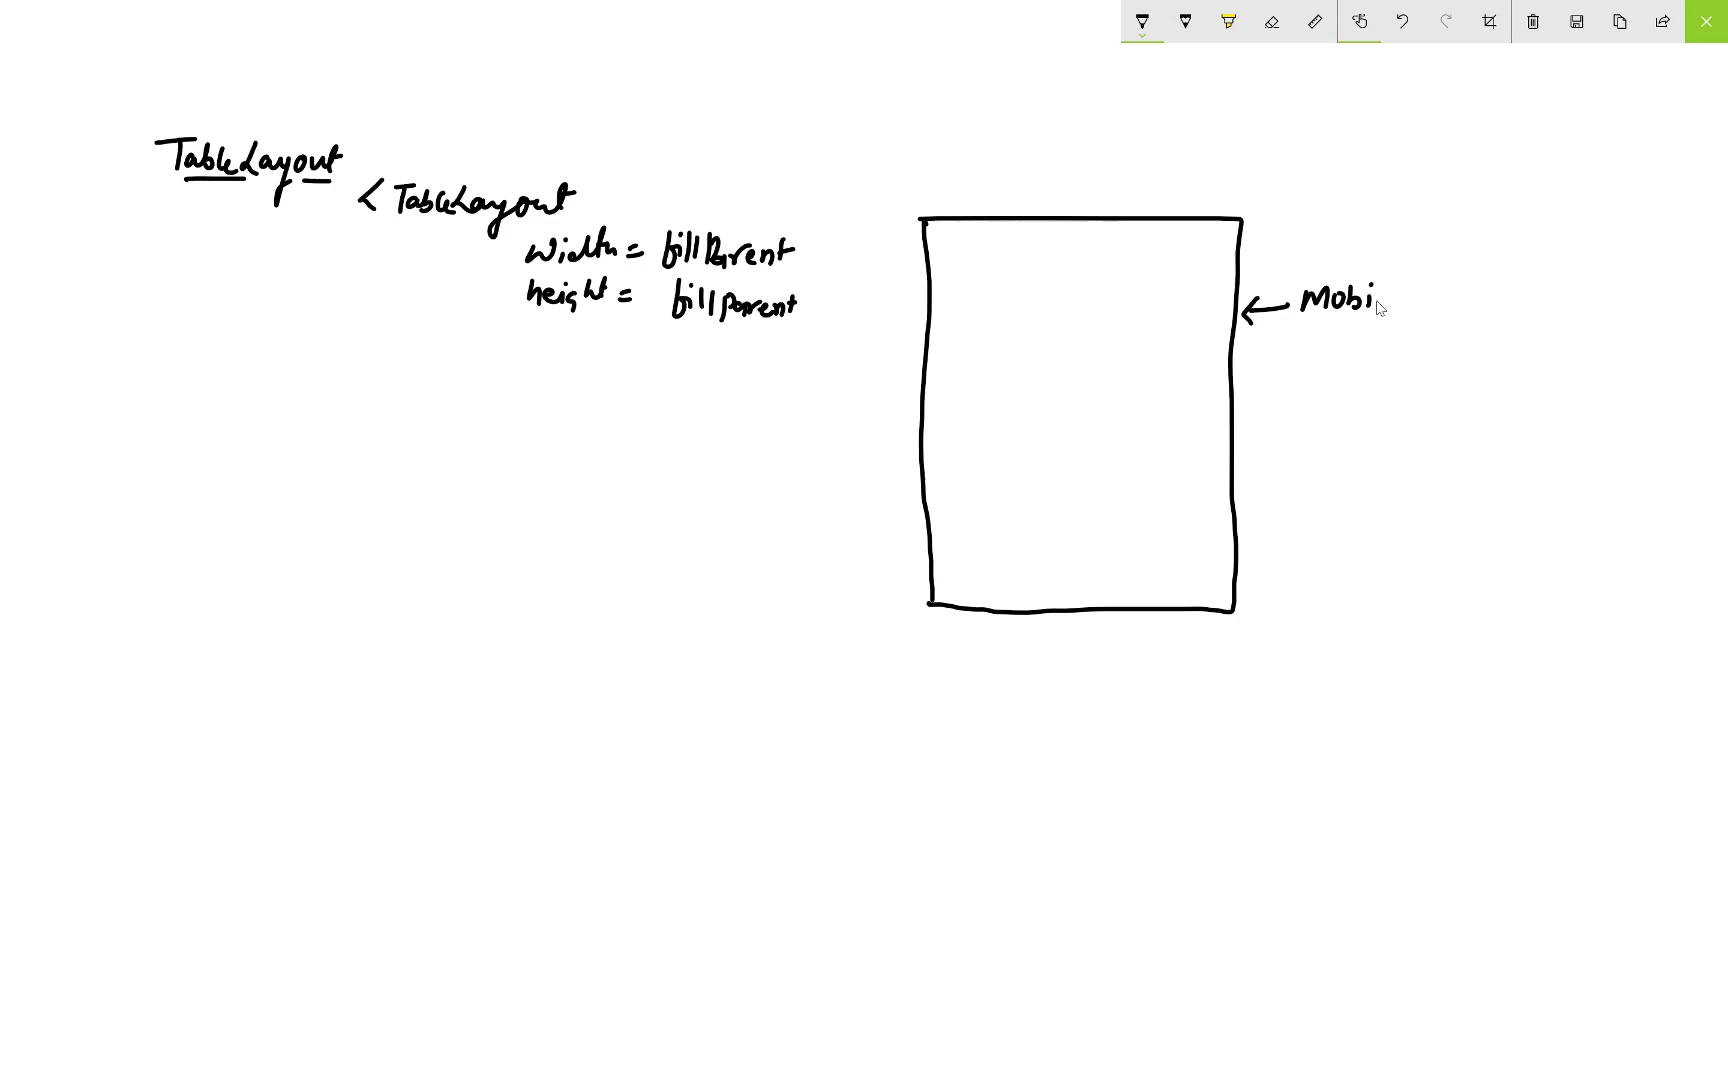 TableLayout
< TableLayout
width = fillParent
height = fillparent
← Mobi